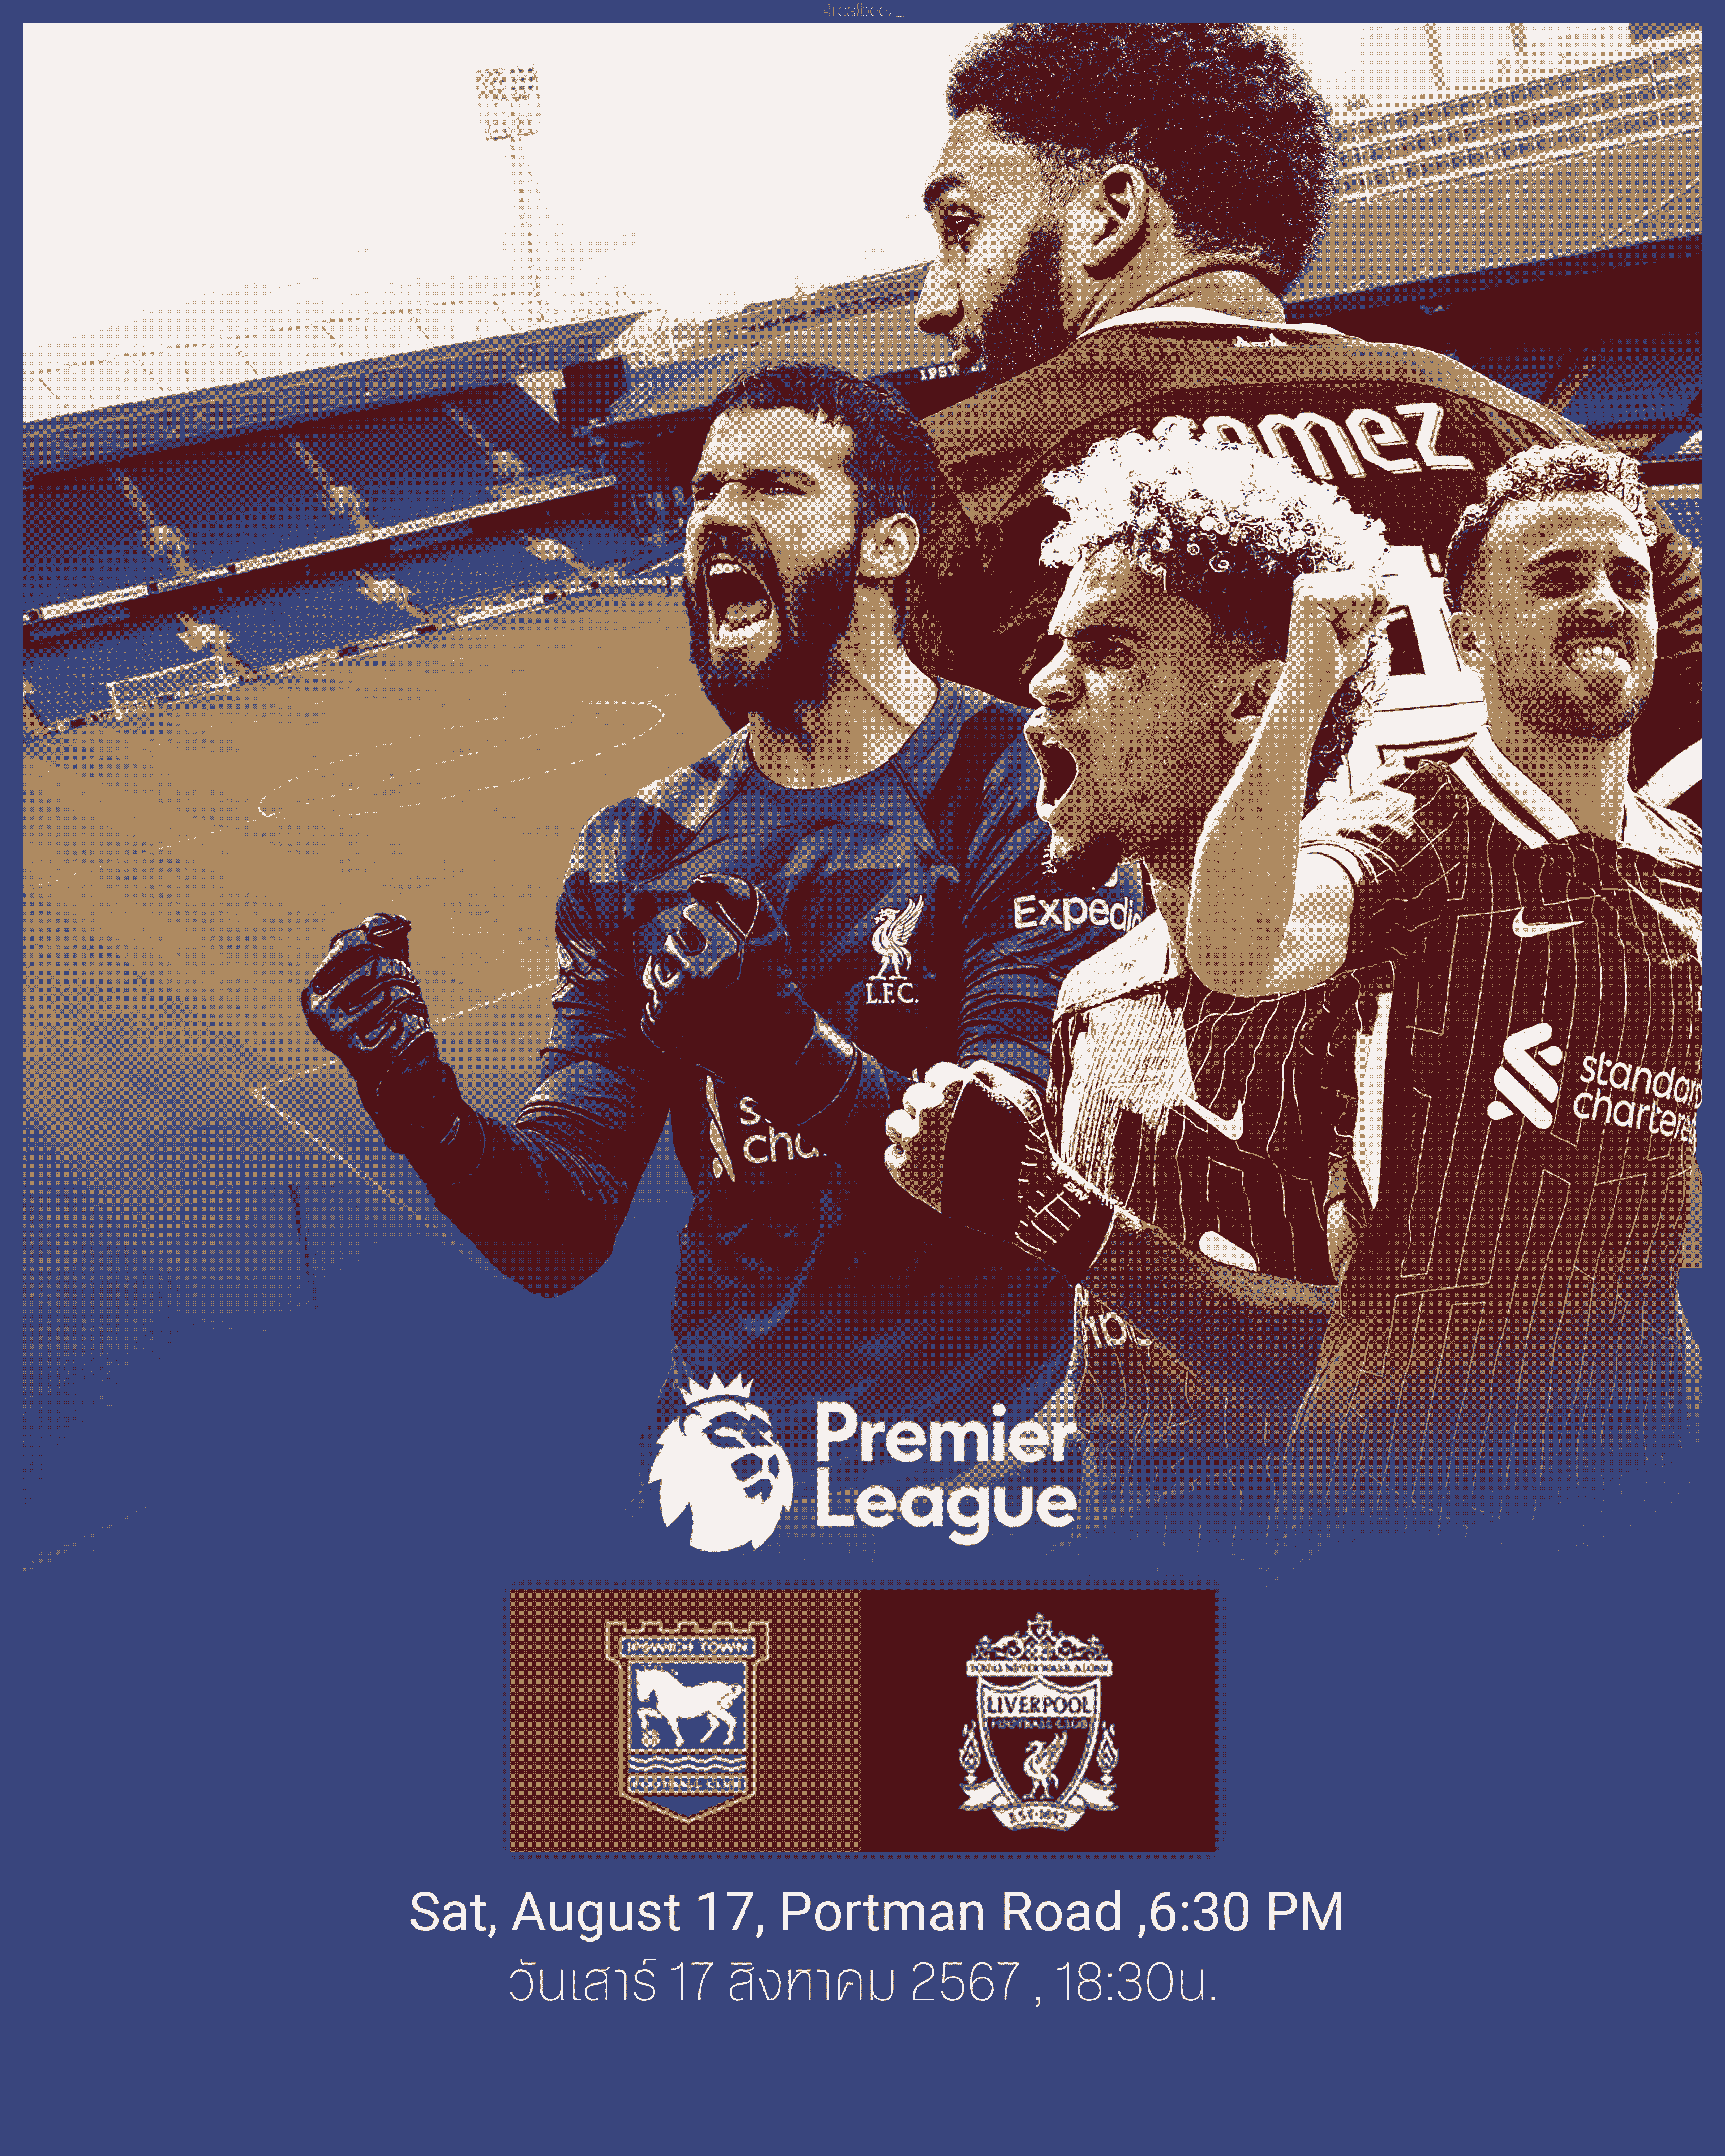 4realbeez_
IPSWICH
omez
Expedia
L.F.C.
s
cha
standard
chartered
Premier
League
IPSWICH TOWN
FOOTBALL CLUB
YOU'LL NEVER WALK ALONE
LIVERPOOL
FOOTBALL CLUB
EST·1892
Sat, August 17, Portman Road ,6:30 PM
วันเสาร์ 17 สิงหาคม 2567 , 18:30น.